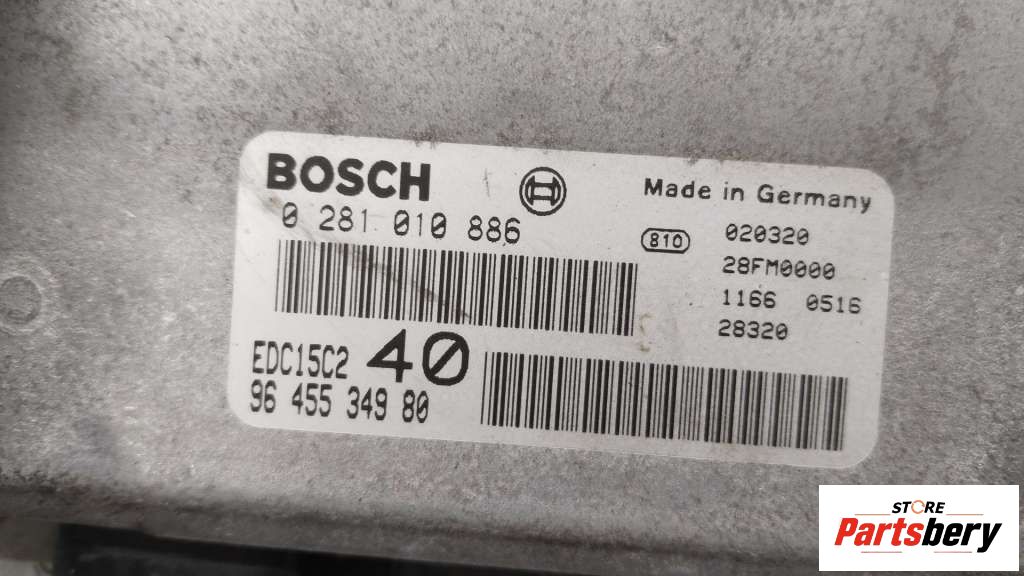 BOSCH
0 281 010 886
Made in Germany
810
020320
28FM0000
1166 0516
28320
EDC15C2 40
96 455 349 80
STORE
Partsbery